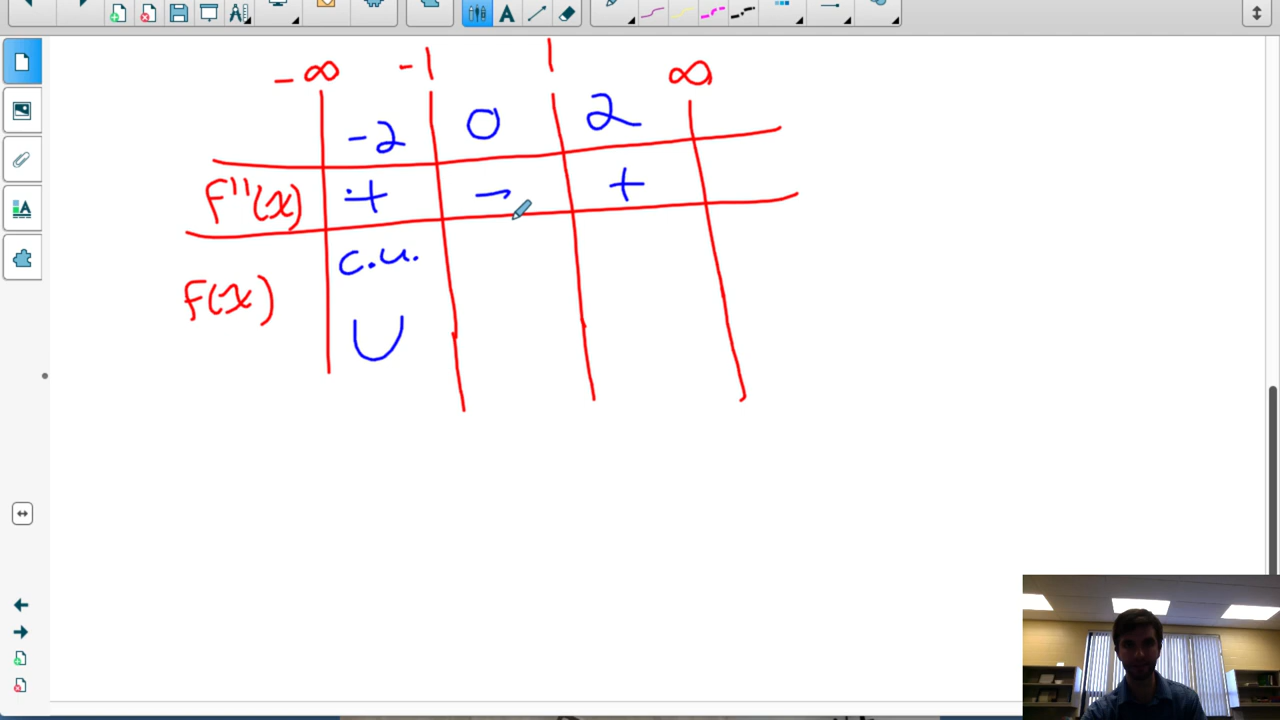 -∞ -1 1 ∞
-2 0 2
f''(x) + - +
f(x) c.u.
∪